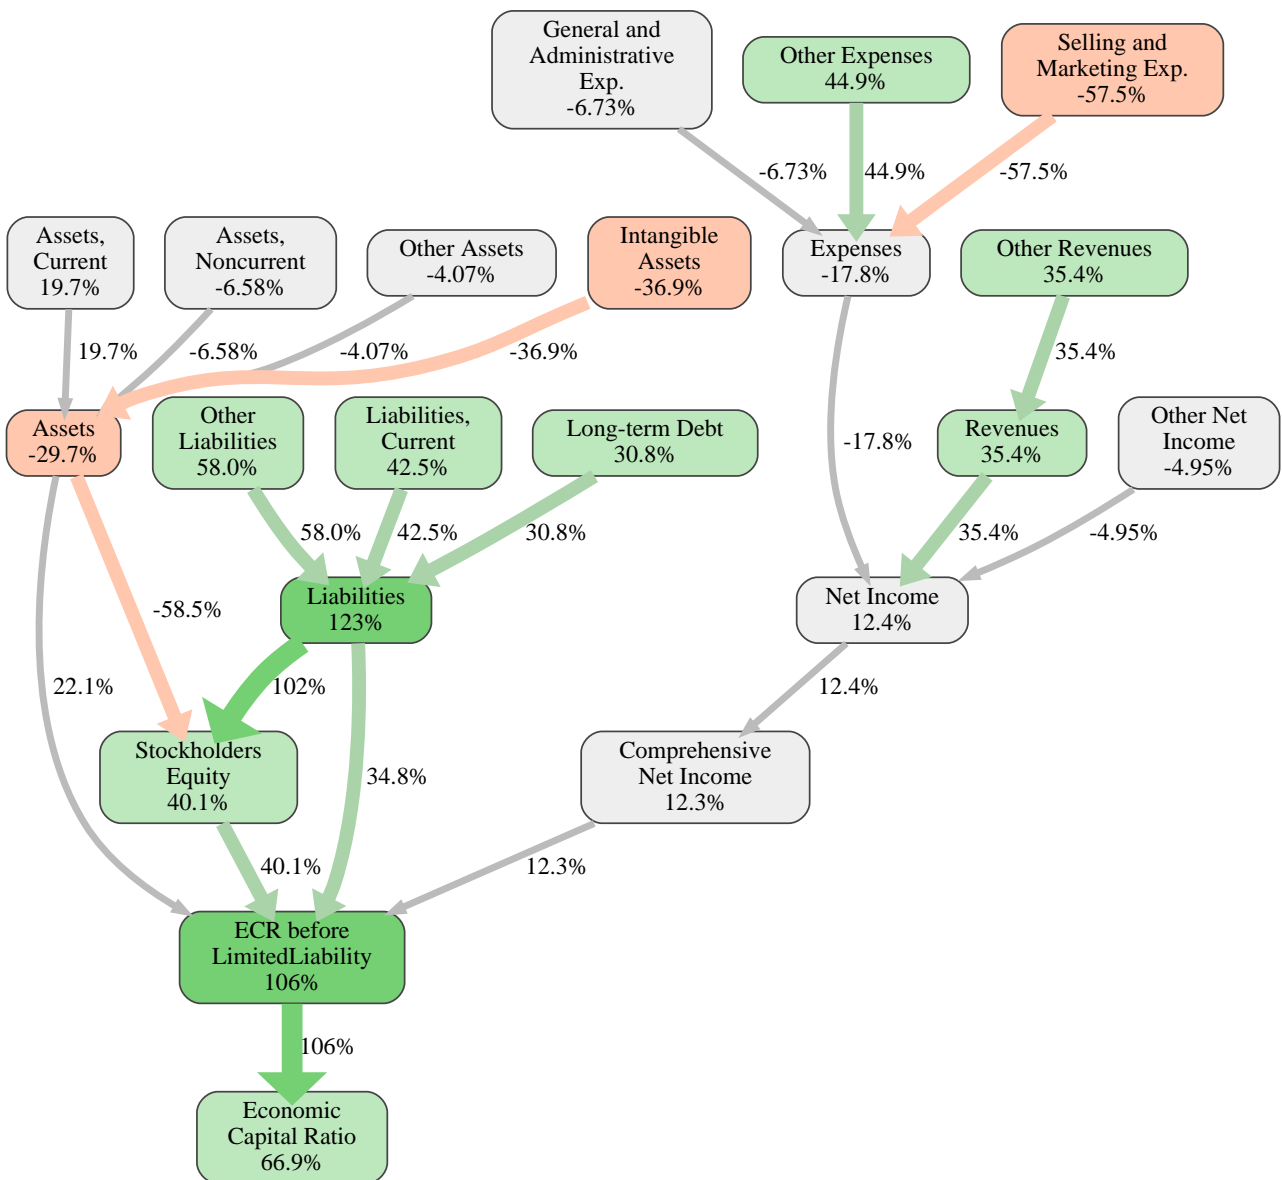 General and
Administrative
Exp.
-6.73%
Other Expenses
44.9%
Selling and
Marketing Exp.
-57.5%
-6.73%
44.9%
-57.5%
Assets,
Current
19.7%
Assets,
Noncurrent
-6.58%
Other Assets
-4.07%
Intangible
Assets
-36.9%
Expenses
-17.8%
Other Revenues
35.4%
19.7%
-6.58%
-4.07%
-36.9%
35.4%
Assets
-29.7%
Other
Liabilities
58.0%
Liabilities,
Current
42.5%
Long-term Debt
30.8%
-17.8%
Revenues
35.4%
Other Net
Income
-4.95%
58.0%
42.5%
30.8%
35.4%
-4.95%
-58.5%
Liabilities
123%
Net Income
12.4%
22.1%
102%
12.4%
Stockholders
Equity
40.1%
34.8%
Comprehensive
Net Income
12.3%
40.1%
12.3%
ECR before
LimitedLiability
106%
106%
Economic
Capital Ratio
66.9%